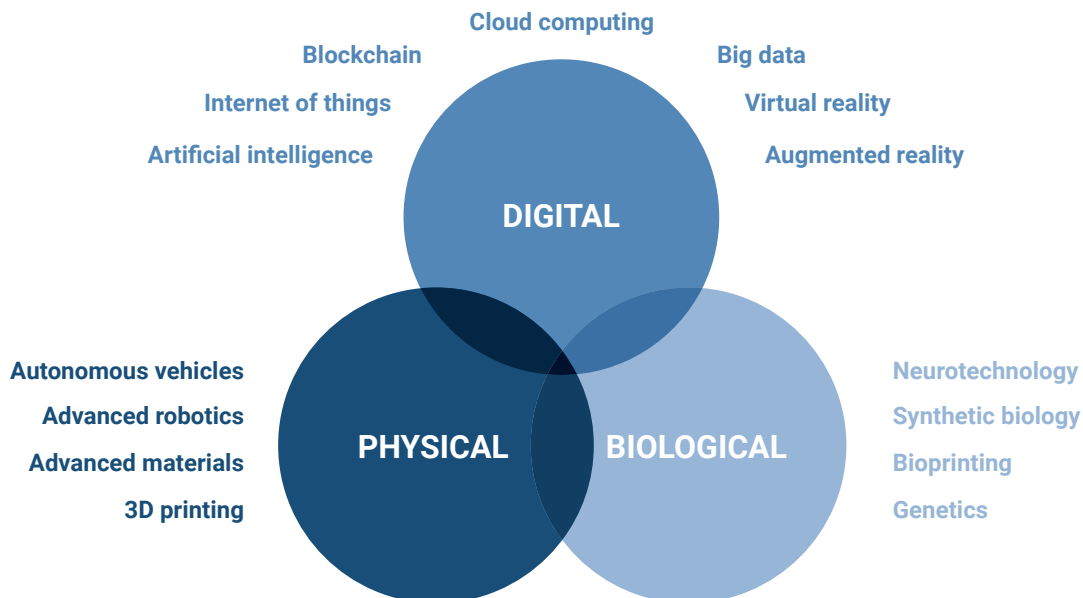 Cloud computing
Blockchain
Big data
Internet of things
Virtual reality
Artificial intelligence
Augmented reality
DIGITAL
Autonomous vehicles
Neurotechnology
Advanced robotics
Synthetic biology
PHYSICAL
BIOLOGICAL
Advanced materials
Bioprinting
3D printing
Genetics